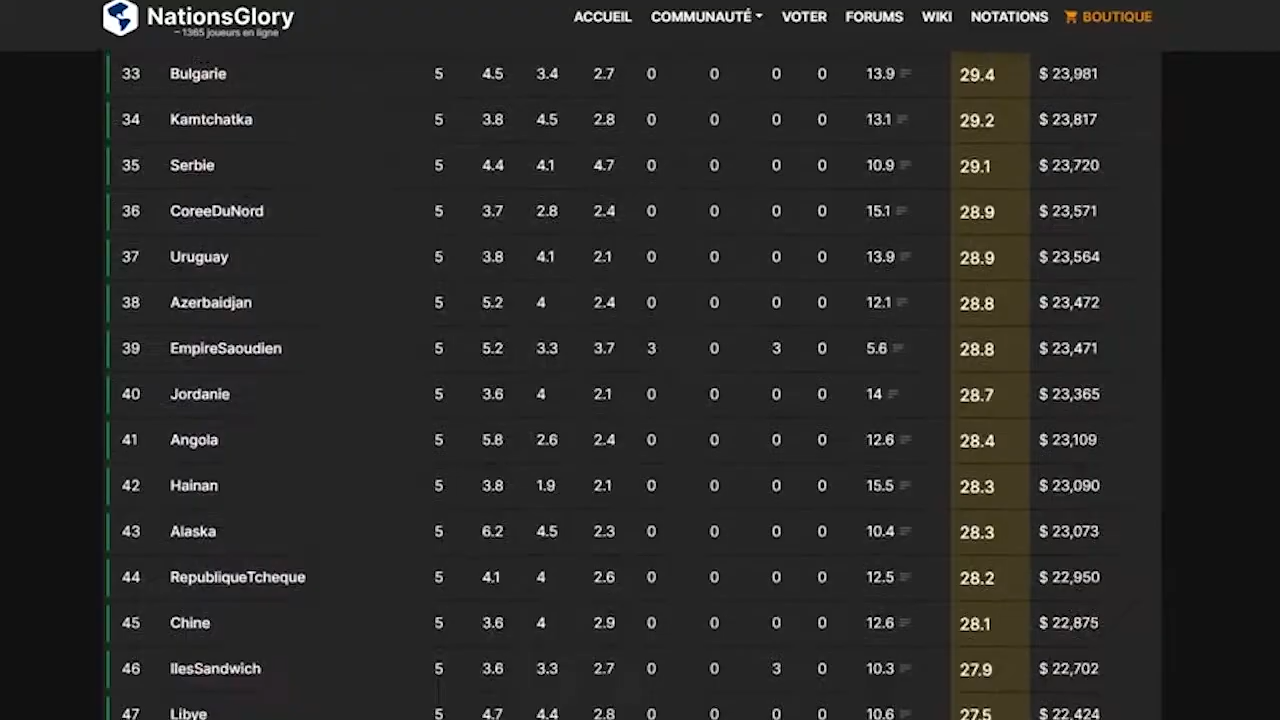 NationsGlory
~ 1365 joueurs en ligne
ACCUEIL COMMUNAUTÉ VOTER FORUMS WIKI NOTATIONS BOUTIQUE
33 Bulgarie 5 4.5 3.4 2.7 0 0 0 0 13.9 29.4 $ 23,981
34 Kamtchatka 5 3.8 4.5 2.8 0 0 0 0 13.1 29.2 $ 23,817
35 Serbie 5 4.4 4.1 4.7 0 0 0 0 10.9 29.1 $ 23,720
36 CoreeDuNord 5 3.7 2.8 2.4 0 0 0 0 15.1 28.9 $ 23,571
37 Uruguay 5 3.8 4.1 2.1 0 0 0 0 13.9 28.9 $ 23,564
38 Azerbaidjan 5 5.2 4 2.4 0 0 0 0 12.1 28.8 $ 23,472
39 EmpireSaoudien 5 5.2 3.3 3.7 3 0 3 0 5.6 28.8 $ 23,471
40 Jordanie 5 3.6 4 2.1 0 0 0 0 14 28.7 $ 23,365
41 Angola 5 5.8 2.6 2.4 0 0 0 0 12.6 28.4 $ 23,109
42 Hainan 5 3.8 1.9 2.1 0 0 0 0 15.5 28.3 $ 23,090
43 Alaska 5 6.2 4.5 2.3 0 0 0 0 10.4 28.3 $ 23,073
44 RepubliqueTcheque 5 4.1 4 2.6 0 0 0 0 12.5 28.2 $ 22,950
45 Chine 5 3.6 4 2.9 0 0 0 0 12.6 28.1 $ 22,875
46 IlesSandwich 5 3.6 3.3 2.7 0 0 3 0 10.3 27.9 $ 22,702
47 Libye 5 4.7 4.4 2.8 0 0 0 0 10.6 27.5 $ 22,424